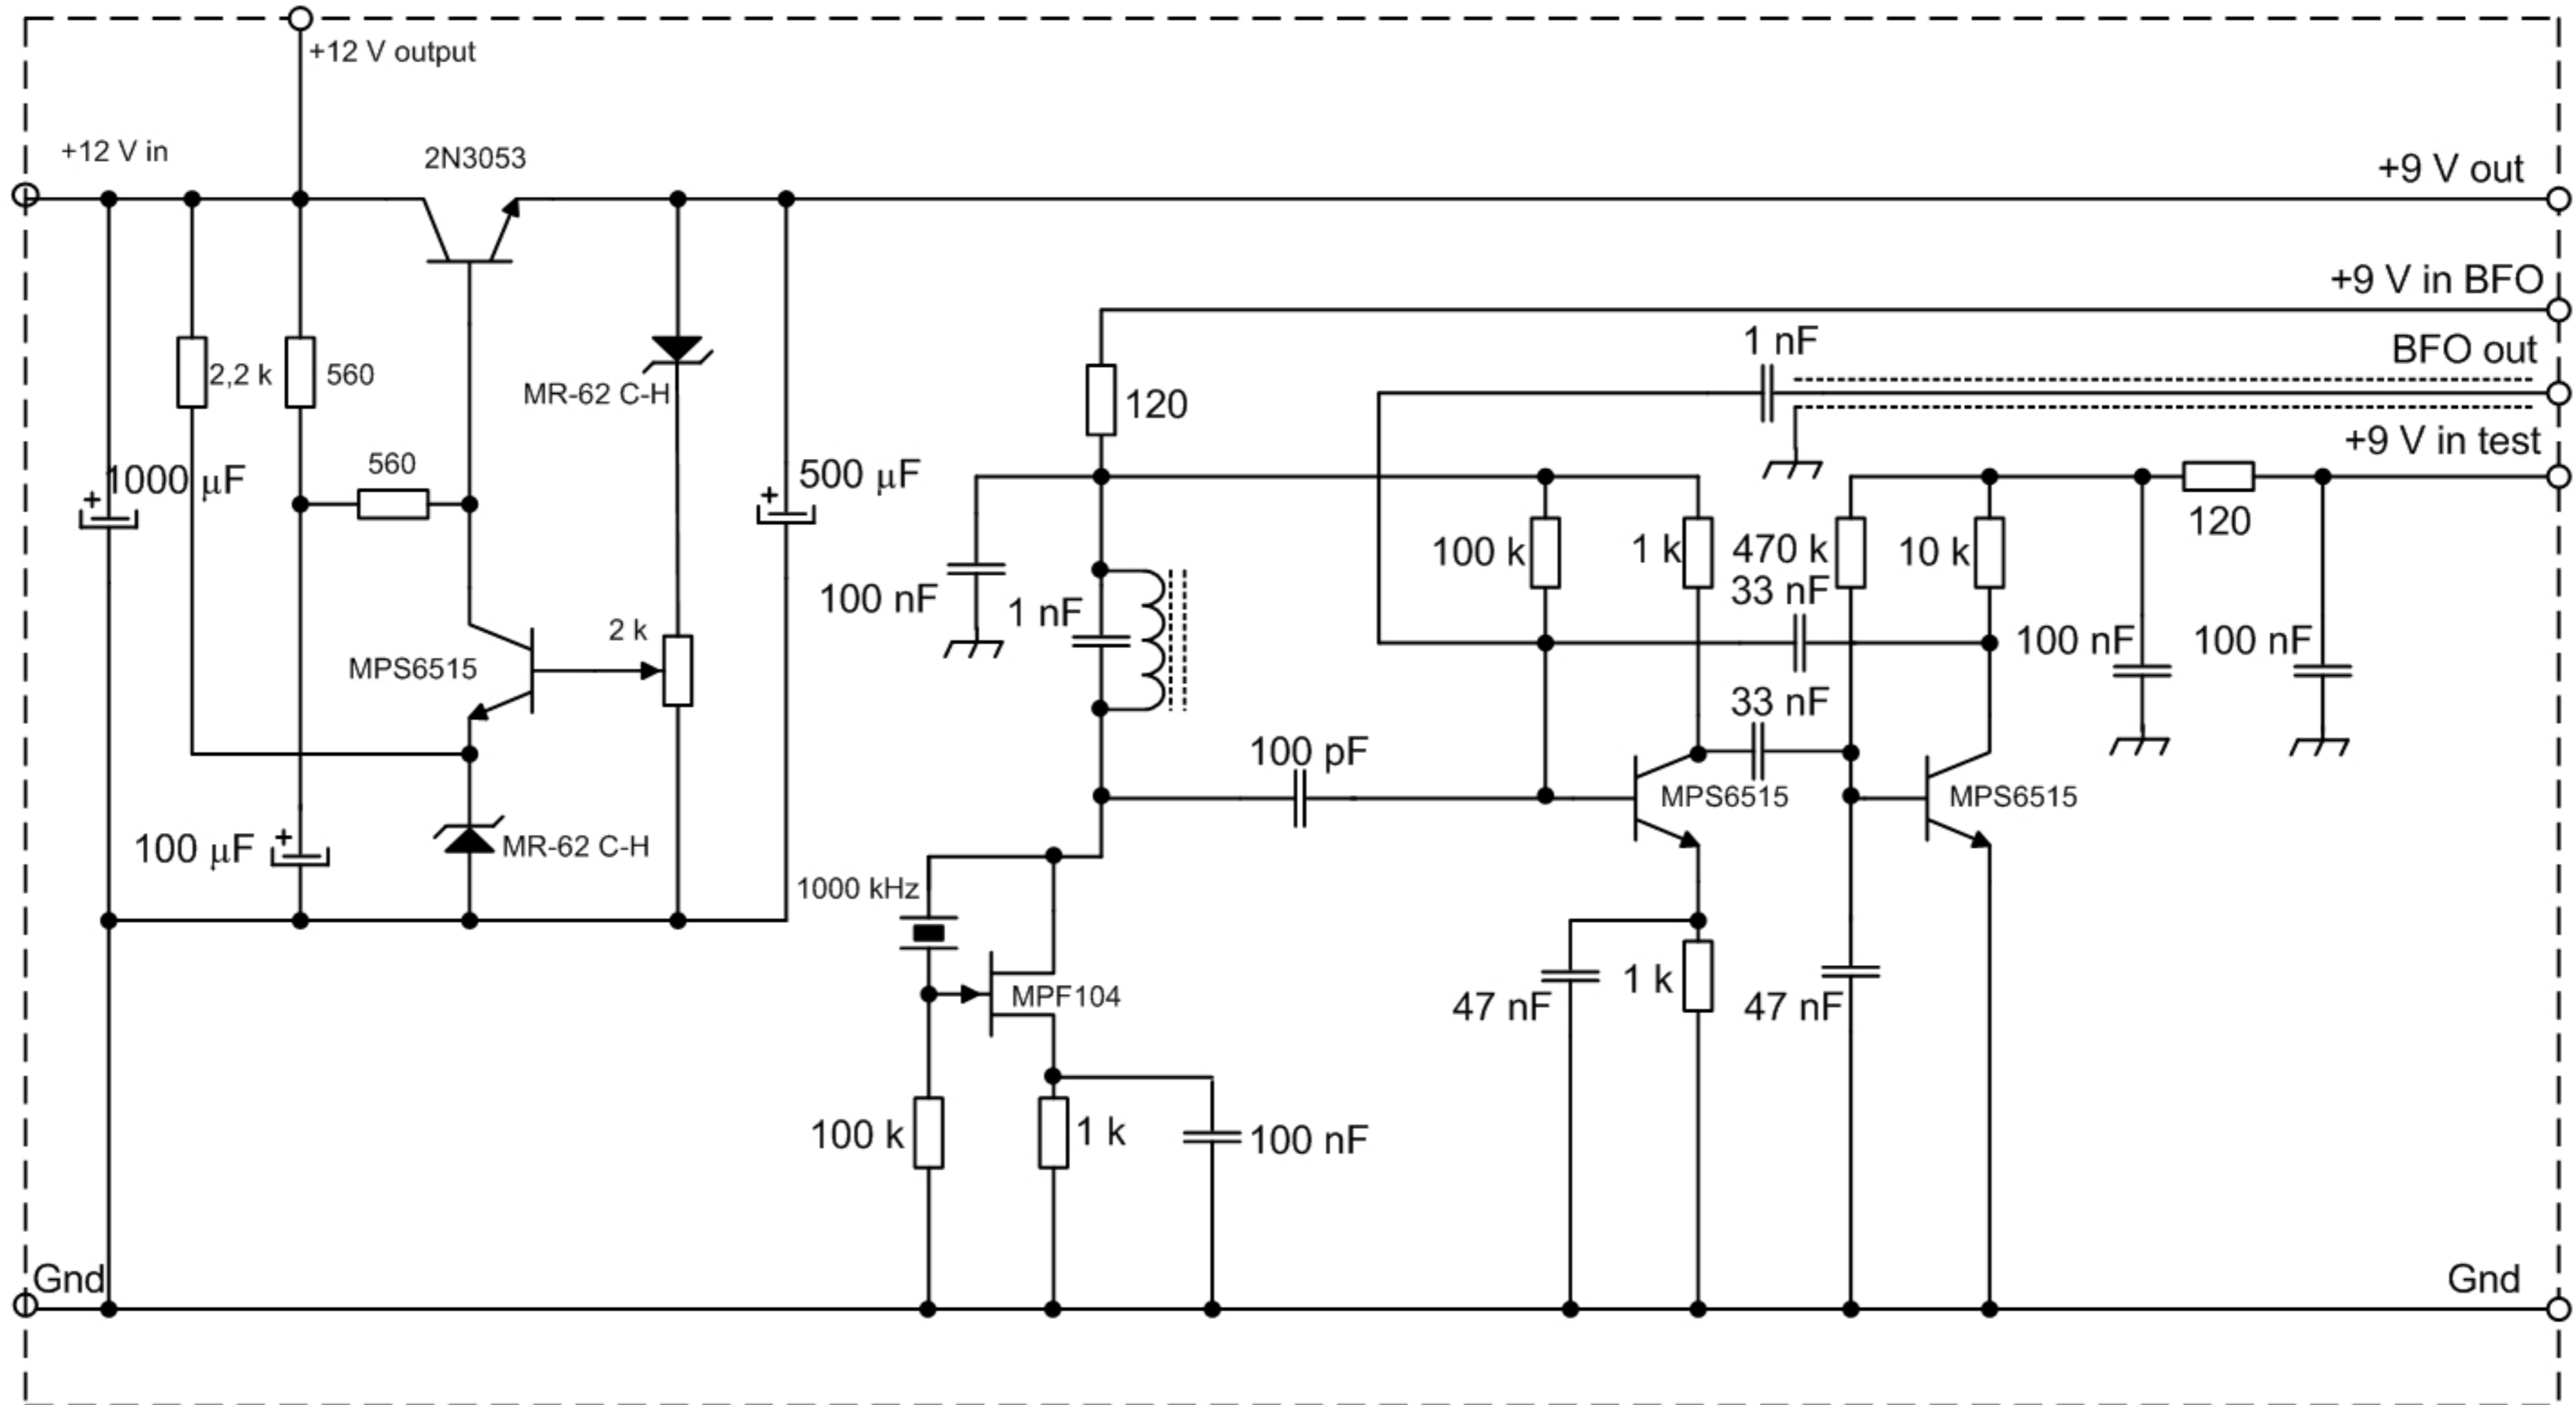 +12 V output
+12 V in
2N3053
+9 V out
+9 V in BFO
1 nF
BFO out
2,2 k
560
MR-62 C-H
120
+9 V in test
560
1000 µF
+
500 µF
+
120
100 k
1 k
470 k
10 k
33 nF
100 nF
1 nF
2 k
100 nF
100 nF
MPS6515
33 nF
100 pF
MPS6515
MPS6515
100 µF
+
MR-62 C-H
1000 kHz
MPF104
47 nF
1 k
47 nF
100 k
1 k
100 nF
Gnd
Gnd